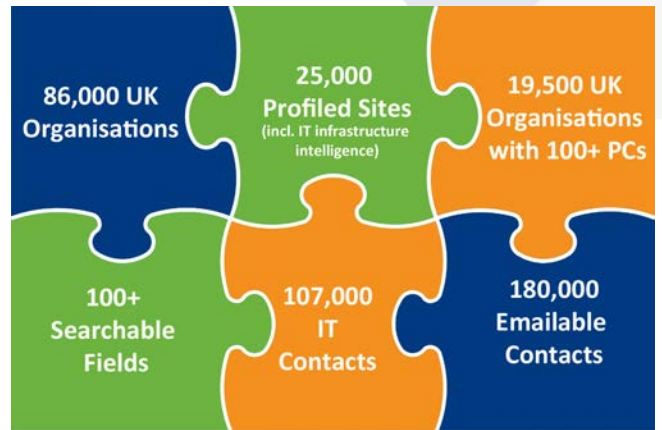 86,000 UK
Organisations
25,000
Profiled Sites
(incl. IT infrastructure
intelligence)
19,500 UK
Organisations
with 100+ PCs
100+
Searchable
Fields
107,000
IT
Contacts
180,000
Emailable
Contacts